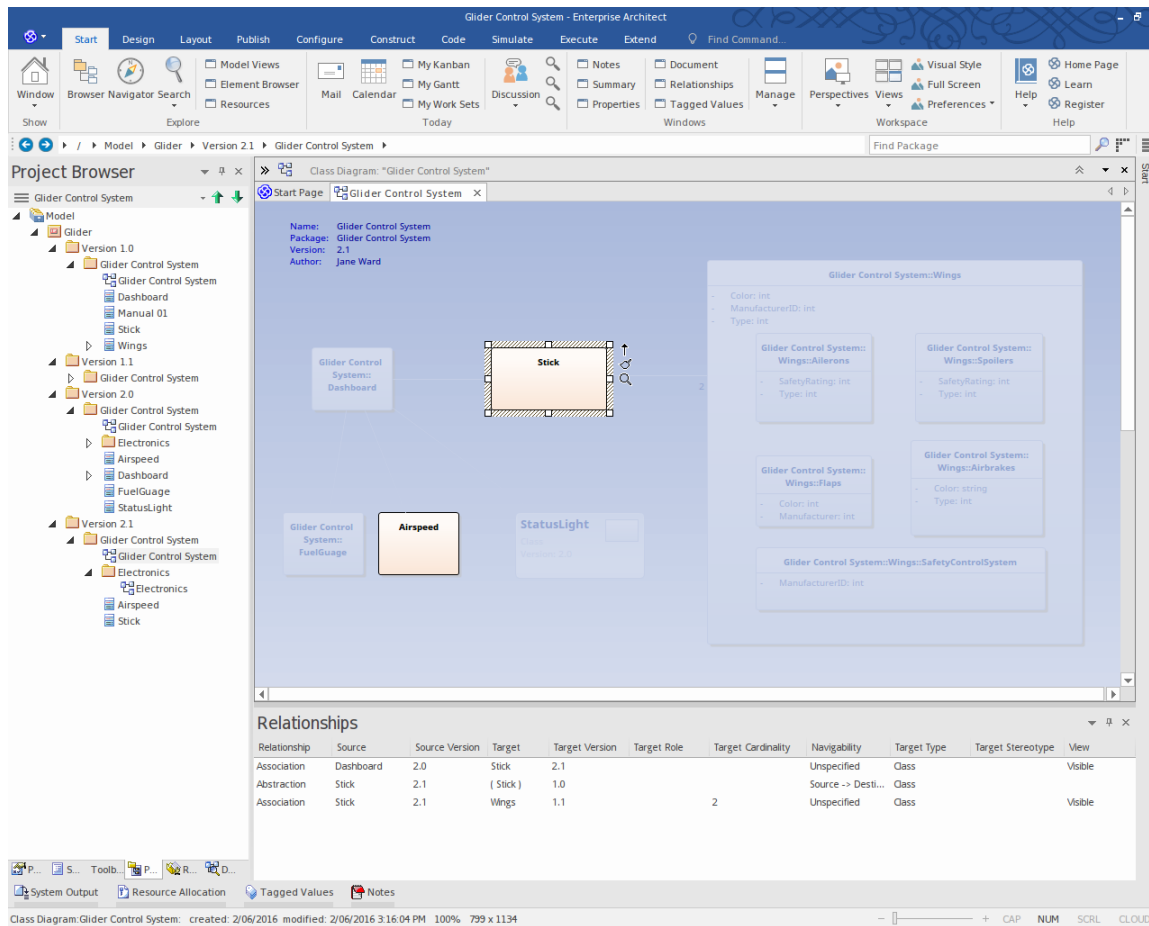 Glider Control System - Enterprise Architect
Start Design Layout Publish Configure Construct Code Simulate Execute Extend Find Command...
Window
Browser Navigator Search
Model Views
Element Browser
Resources
Mail Calendar
My Kanban
My Gantt
My Work Sets
Discussion
Notes
Summary
Properties
Document
Relationships
Tagged Values
Manage
Perspectives Views
Visual Style
Full Screen
Preferences
Help
Home Page
Learn
Register
Show Explore Today Windows Workspace Help
/ Model Glider Version 2.1 Glider Control System
Find Package
Start
Project Browser
Glider Control System
Model
Glider
Version 1.0
Glider Control System
Glider Control System
Dashboard
Manual 01
Stick
Wings
Version 1.1
Glider Control System
Version 2.0
Glider Control System
Glider Control System
Electronics
Airspeed
Dashboard
FuelGuage
StatusLight
Version 2.1
Glider Control System
Glider Control System
Electronics
Electronics
Airspeed
Stick
Class Diagram: "Glider Control System"
Start Page Glider Control System
Name: Glider Control System
Package: Glider Control System
Version: 2.1
Author: Jane Ward
Glider Control
System::
Dashboard
Stick
2
Glider Control System::Wings
- Color: int
- ManufacturerID: int
- Type: int
Glider Control System::
Wings::Ailerons
- SafetyRating: int
- Type: int
Glider Control System::
Wings::Spoilers
- SafetyRating: int
- Type: int
Glider Control System::
Wings::Flaps
- Color: int
- Manufacturer: int
Glider Control System::
Wings::Airbrakes
- Color: string
- Type: int
Glider Control System::Wings::SafetyControlSystem
- ManufacturerID: int
Glider Control
System::
FuelGuage
Airspeed
StatusLight
Version 2.0
Relationships
Relationship Source Source Version Target Target Version Target Role Target Cardinality Navigability Target Type Target Stereotype View
Association Dashboard 2.0 Stick 2.1 Unspecified Class Visible
Abstraction Stick 2.1 ( Stick ) 1.0 Source -> Desti... Class
Association Stick 2.1 Wings 1.1 2 Unspecified Class Visible
P... S... Toolb... P... R... D...
System Output Resource Allocation Tagged Values Notes
Class Diagram:Glider Control System: created: 2/06/2016 modified: 2/06/2016 3:16:04 PM 100% 799 x 1134
CAP NUM SCRL CLOUD